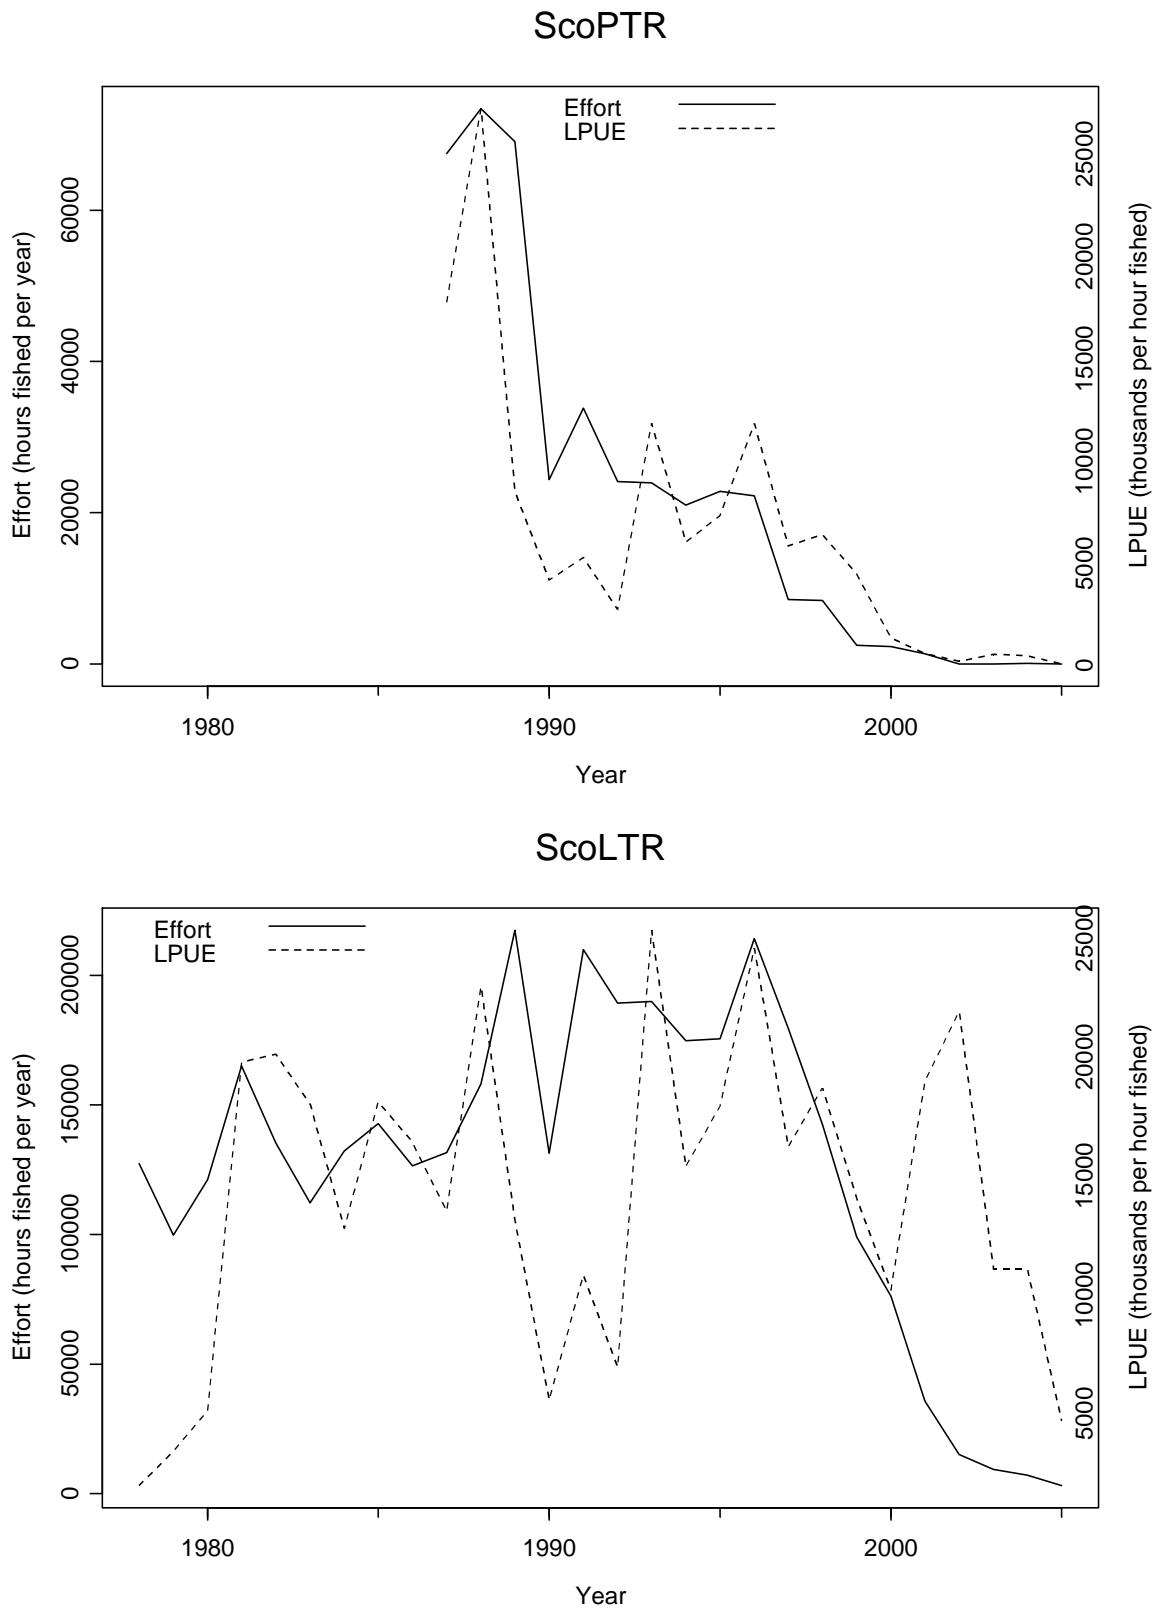 ScoPTR
Effort
LPUE
Effort (hours fished per year)
0
20000
40000
60000
LPUE (thousands per hour fished)
0
5000
10000
15000
20000
25000
1980
1990
2000
Year
ScoLTR
Effort
LPUE
Effort (hours fished per year)
0
50000
100000
150000
200000
LPUE (thousands per hour fished)
5000
10000
15000
20000
25000
1980
1990
2000
Year